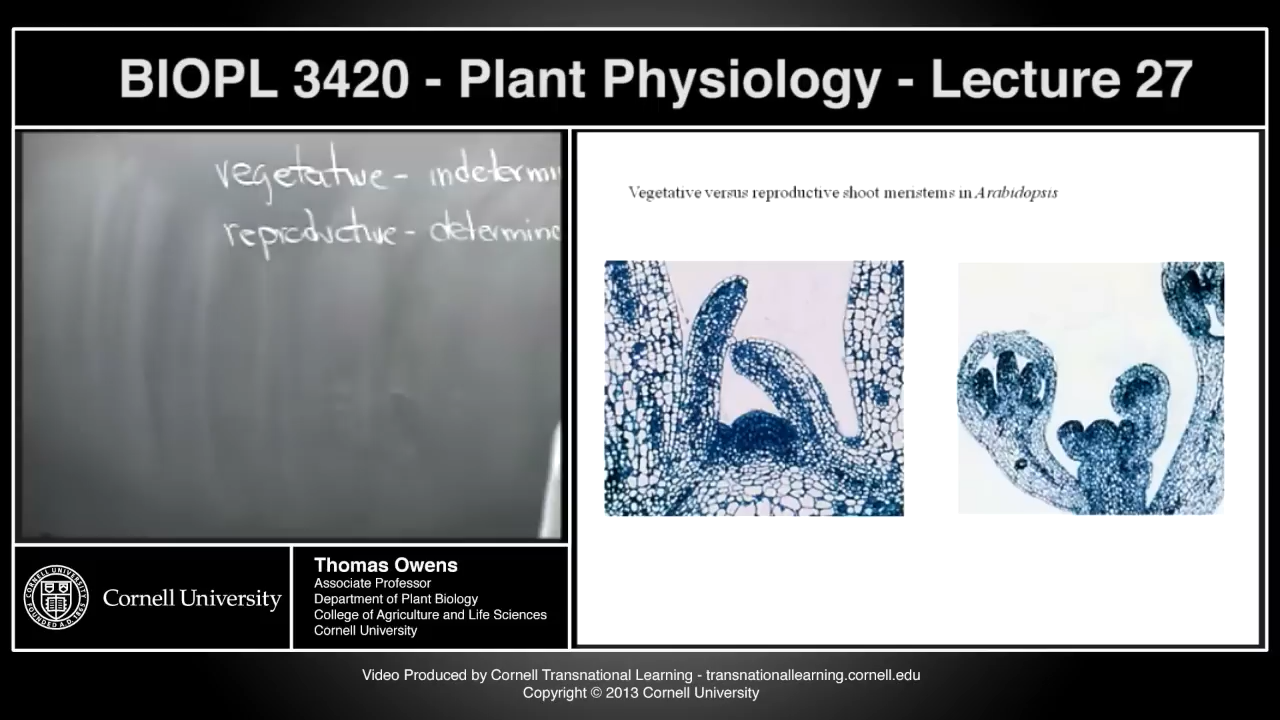 BIOPL 3420 - Plant Physiology - Lecture 27
vegetative - indetermi
reproductive - determine
Vegetative versus reproductive shoot meristems in Arabidopsis
Cornell University
Thomas Owens
Associate Professor
Department of Plant Biology
College of Agriculture and Life Sciences
Cornell University
Video Produced by Cornell Transnational Learning - transnationallearning.cornell.edu
Copyright © 2013 Cornell University